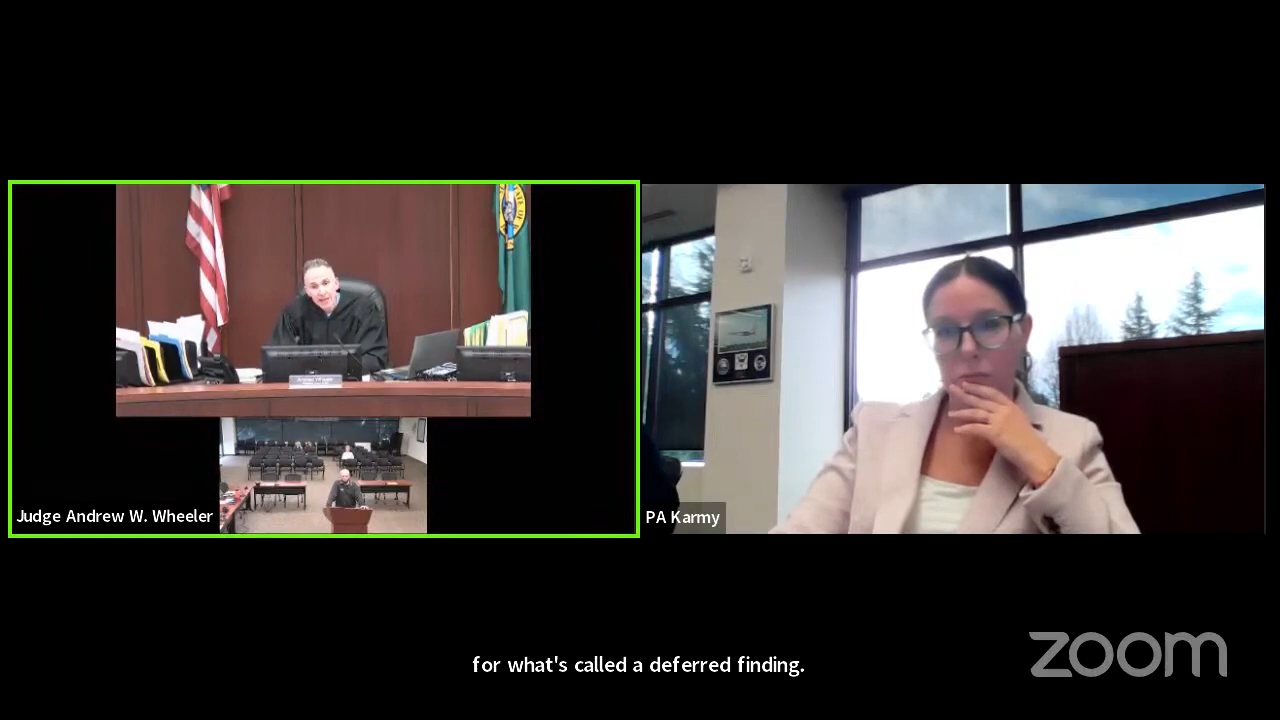 Judge Andrew W. Wheeler
PA Karmy
for what's called a deferred finding.
zoom